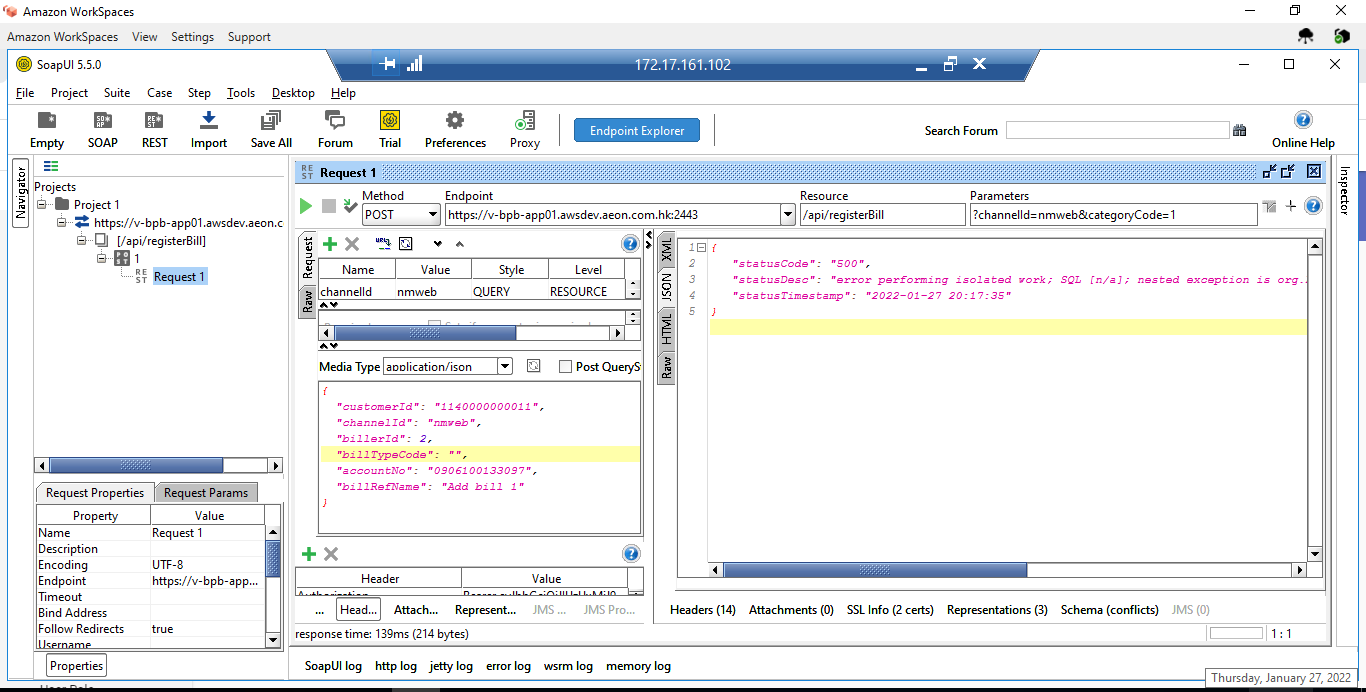 Amazon WorkSpaces
Amazon WorkSpaces View Settings Support
SoapUI 5.5.0
172.17.161.102
File Project Suite Case Step Tools Desktop Help
Empty SOAP REST Import Save All Forum Trial Preferences Proxy
Endpoint Explorer
Search Forum
Online Help
Navigator
Projects
Project 1
https://v-bpb-app01.awsdev.aeon.c
[/api/registerBill]
1
Request 1
Request Properties Request Params
Property Value
Name Request 1
Description
Encoding UTF-8
Endpoint https://v-bpb-app...
Timeout
Bind Address
Follow Redirects true
Username
Properties
Request 1
Method Endpoint Resource Parameters
POST https://v-bpb-app01.awsdev.aeon.com.hk:2443 /api/registerBill ?channelId=nmweb&categoryCode=1
Request
Raw
Name Value Style Level
channelId nmweb QUERY RESOURCE
Media Type application/json Post QueryS
{
"customerId": "1140000000011",
"channelId": "nmweb",
"billerId": 2,
"billTypeCode": "",
"accountNo": "0906100133097",
"billRefName": "Add bill 1"
}
Header Value
... Head... Attach... Represent... JMS ... JMS Pro...
response time: 139ms (214 bytes)
XML
JSON
HTML
Raw
1 {
2 "statusCode": "500",
3 "statusDesc": "error performing isolated work; SQL [n/a]; nested exception is org.
4 "statusTimestamp": "2022-01-27 20:17:35"
5 }
Headers (14) Attachments (0) SSL Info (2 certs) Representations (3) Schema (conflicts) JMS (0)
1 : 1
Inspector
SoapUI log http log jetty log error log wsrm log memory log
Thursday, January 27, 2022